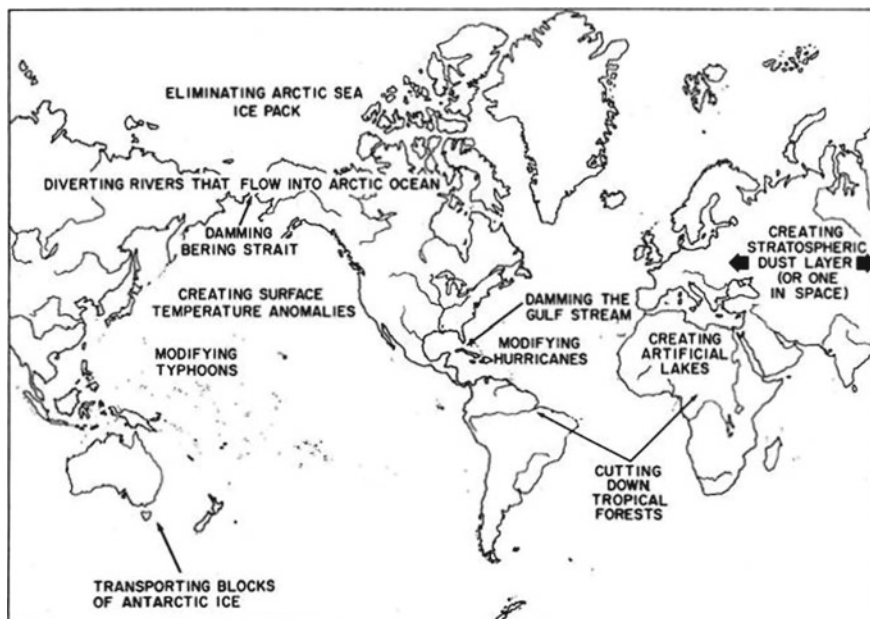 ELIMINATING ARCTIC SEA
ICE PACK
DIVERTING RIVERS THAT FLOW INTO ARCTIC OCEAN
DAMMING
BERING STRAIT
CREATING
STRATOSPHERIC
DUST LAYER
(OR ONE
IN SPACE)
CREATING SURFACE
TEMPERATURE ANOMALIES
DAMMING THE
GULF STREAM
MODIFYING
TYPHOONS
MODIFYING
HURRICANES
CREATING
ARTIFICIAL
LAKES
CUTTING
DOWN
TROPICAL
FORESTS
TRANSPORTING BLOCKS
OF ANTARCTIC ICE